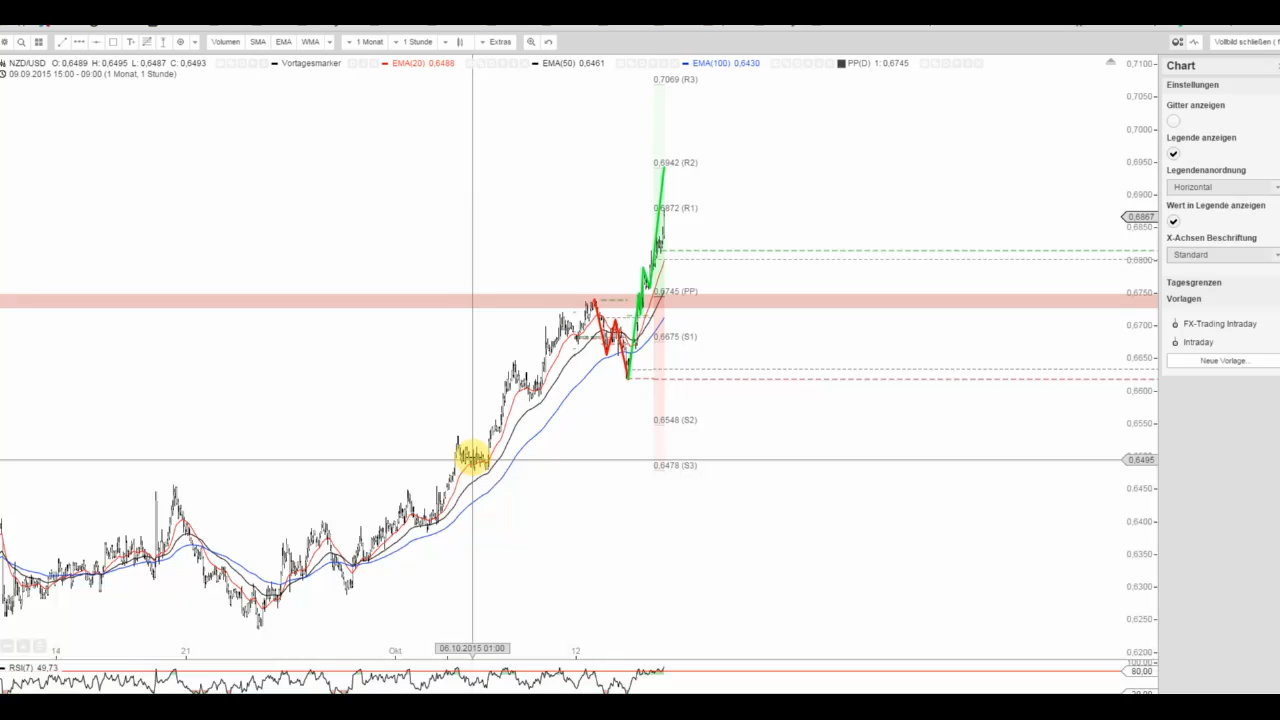 Volumen SMA EMA WMA 1 Monat 1 Stunde Extras Vollbild schließen
NZD/USD O: 0,6489 H: 0,6495 L: 0,6487 C: 0,6493 Vortagesmarker EMA(20) 0,6488 EMA(50) 0,6461 EMA(100) 0,6430 PP(D) 1: 0,6745
09.09.2015 15:00 - 09:00 (1 Monat, 1 Stunde)
Chart
Einstellungen
Gitter anzeigen
Legende anzeigen
Legendenanordnung
Horizontal
Wert in Legende anzeigen
X-Achsen Beschriftung
Standard
Tagesgrenzen
Vorlagen
FX-Trading Intraday
Intraday
Neue Vorlage...
0,7069 (R3)
0,6942 (R2)
0,6872 (R1)
0,6745 (PP)
0,6675 (S1)
0,6548 (S2)
0,6478 (S3)
0,7100
0,7050
0,7000
0,6950
0,6900
0,6867
0,6850
0,6800
0,6750
0,6700
0,6650
0,6600
0,6550
0,6495
0,6450
0,6400
0,6350
0,6300
0,6250
0,6200
14 21 Okt 06.10.2015 01:00 12
RSI(7) 49,73
100,00
80,00